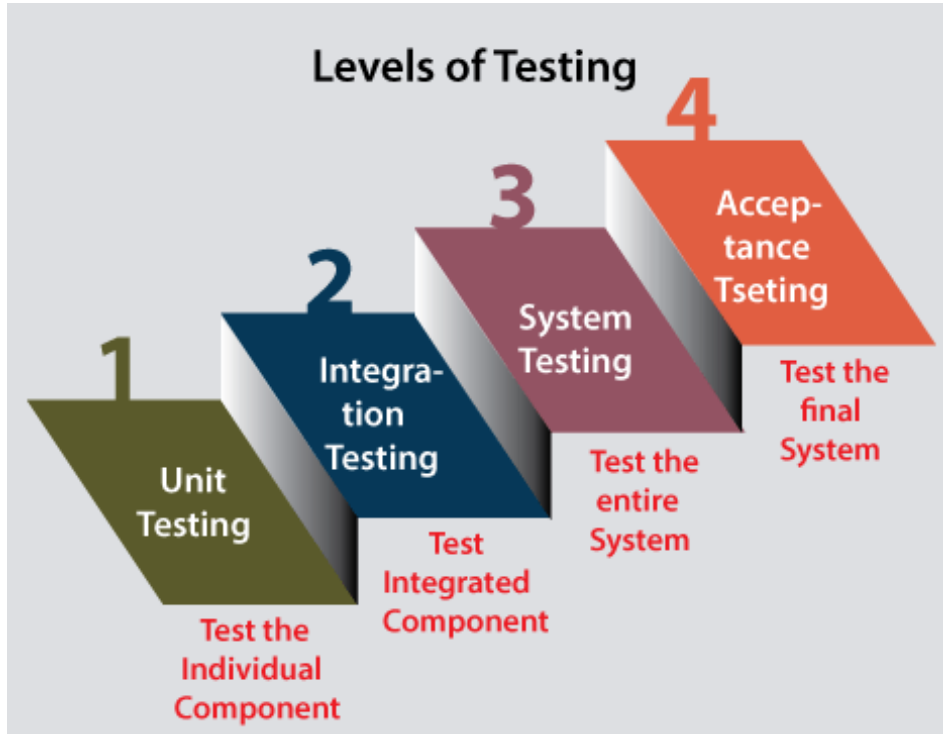 Levels of Testing
1
Unit
Testing
Test the
Individual
Component
2
Integra-
tion
Testing
Test
Integrated
Component
3
System
Testing
Test the
entire
System
4
Accep-
tance
Tseting
Test the
final
System